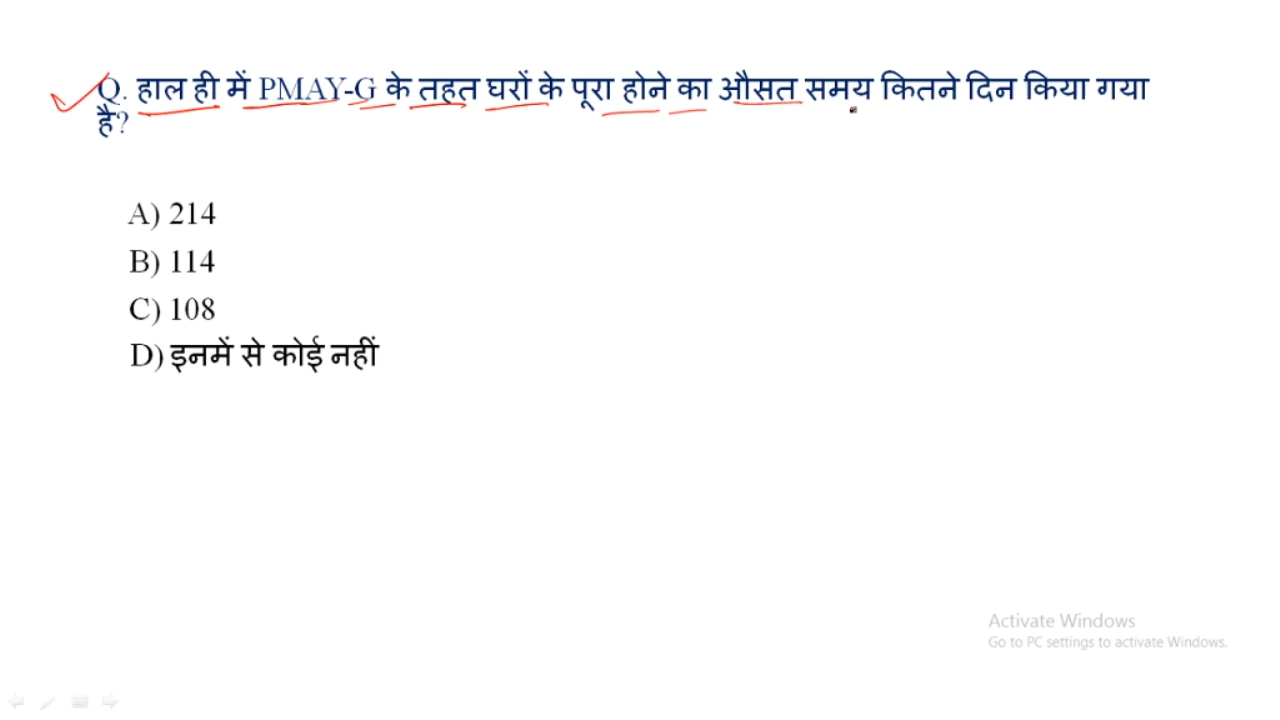 Q. हाल ही में PMAY-G के तहत घरों के पूरा होने का औसत समय कितने दिन किया गया
है?
A) 214
B) 114
C) 108
D) इनमें से कोई नहीं
Activate Windows
Go to PC settings to activate Windows.